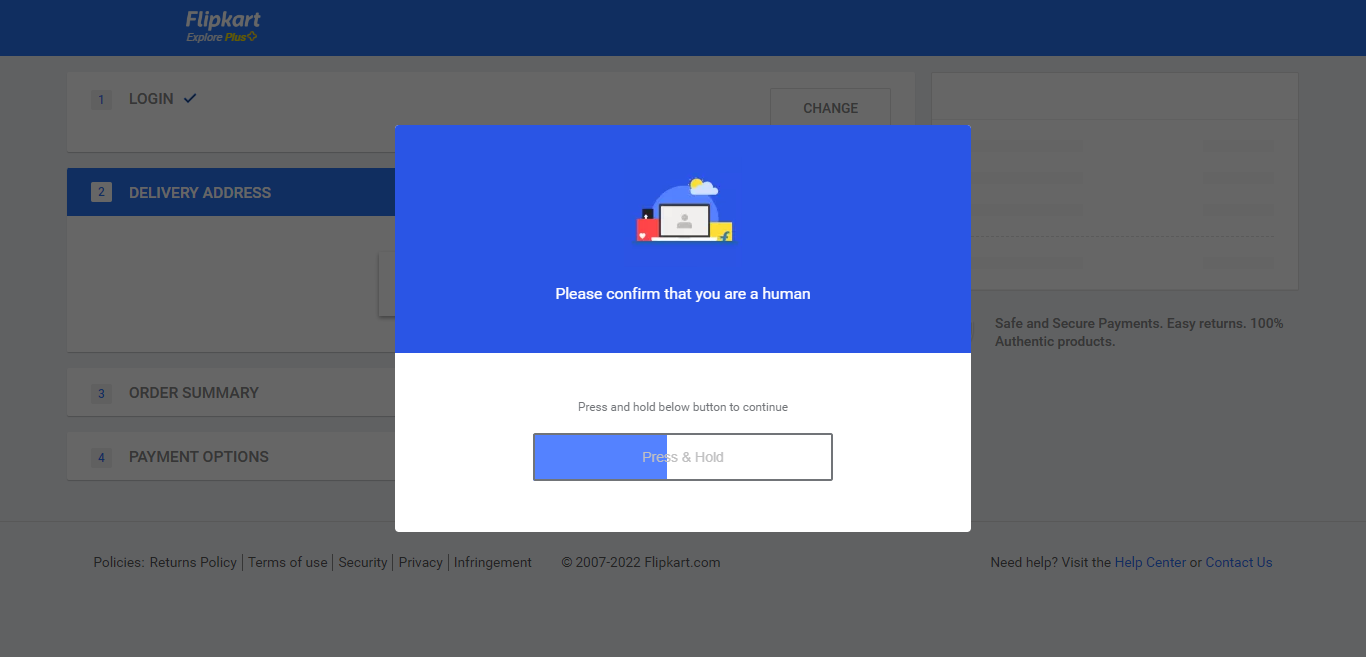 Flipkart
Explore Plus
1 LOGIN
CHANGE
2 DELIVERY ADDRESS
Please confirm that you are a human
Press and hold below button to continue
Press & Hold
3 ORDER SUMMARY
4 PAYMENT OPTIONS
Safe and Secure Payments. Easy returns. 100%
Authentic products.
Policies: Returns Policy | Terms of use | Security | Privacy | Infringement © 2007-2022 Flipkart.com
Need help? Visit the Help Center or Contact Us